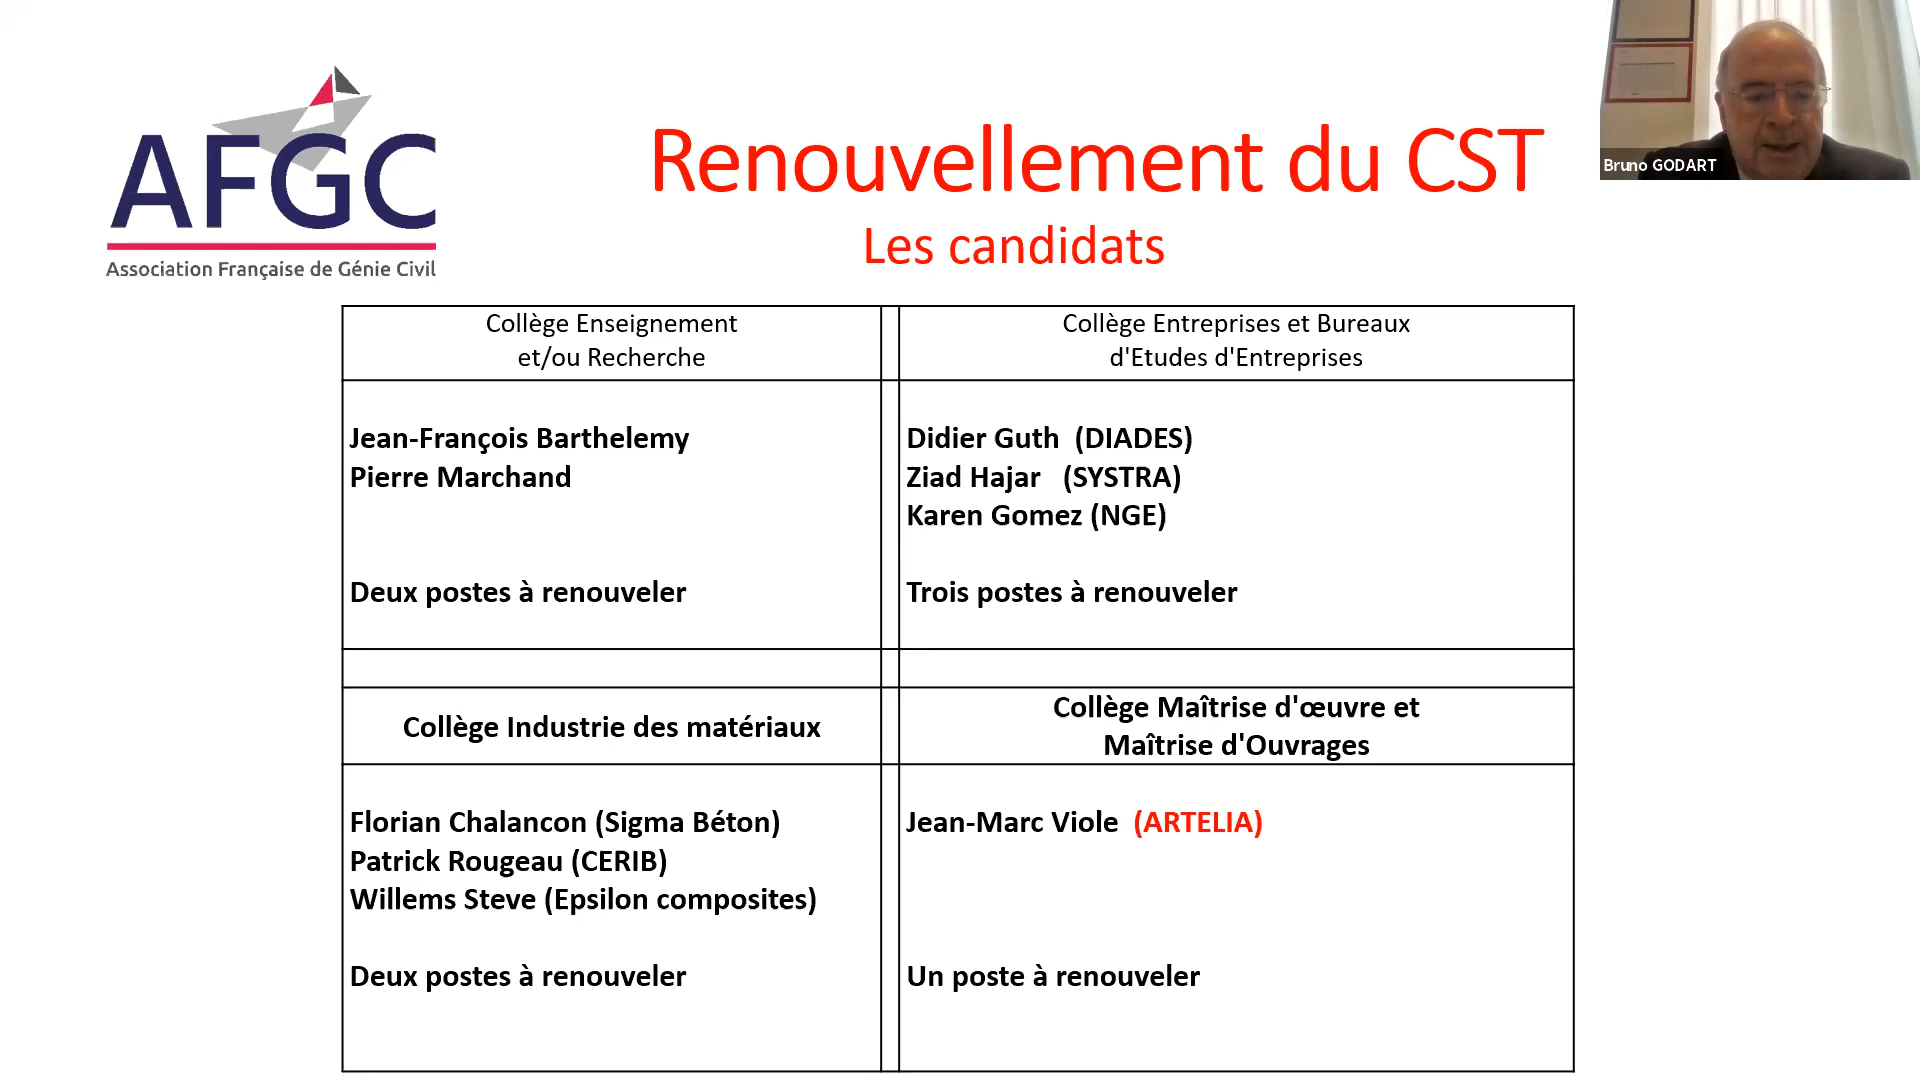 AFGC
Association Française de Génie Civil
Renouvellement du CST
Les candidats
Bruno GODART
Collège Enseignement
et/ou Recherche
Collège Entreprises et Bureaux
d'Etudes d'Entreprises
Jean-François Barthelemy
Pierre Marchand
Deux postes à renouveler
Didier Guth (DIADES)
Ziad Hajar (SYSTRA)
Karen Gomez (NGE)
Trois postes à renouveler
Collège Industrie des matériaux
Collège Maîtrise d'œuvre et
Maîtrise d'Ouvrages
Florian Chalancon (Sigma Béton)
Patrick Rougeau (CERIB)
Willems Steve (Epsilon composites)
Deux postes à renouveler
Jean-Marc Viole (ARTELIA)
Un poste à renouveler